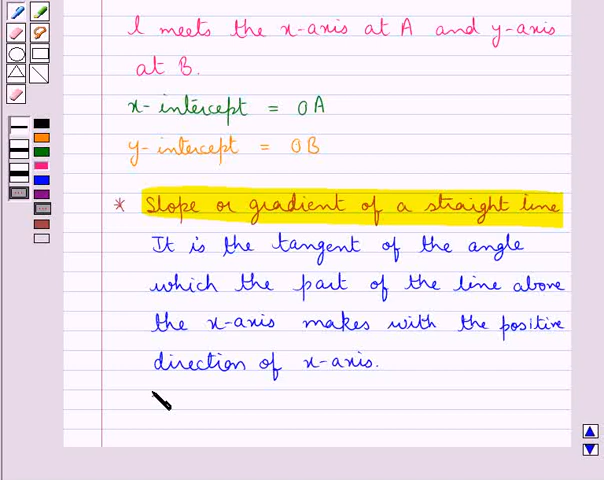 l meets the x-axis at A and y-axis
at B.
x-intercept = OA
y-intercept = OB
* Slope or gradient of a straight line
It is the tangent of the angle
which the part of the line above
the x-axis makes with the positive
direction of x-axis.